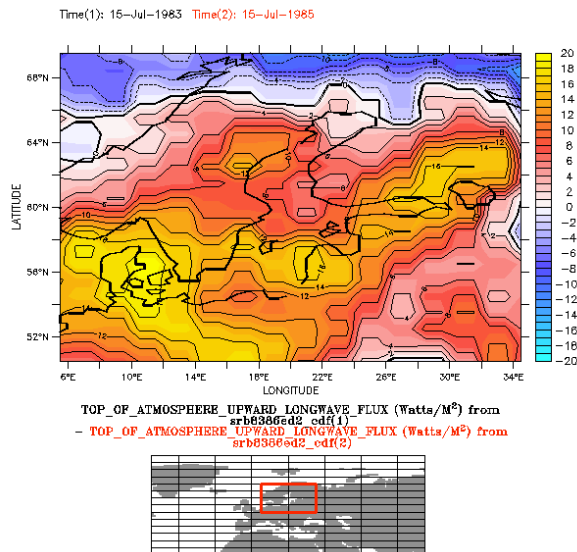 Time(1): 15-Jul-1983 Time(2): 15-Jul-1985
68°N
64°N
60°N
56°N
52°N
LATITUDE
6°E 10°E 14°E 18°E 22°E 26°E 30°E 34°E
LONGITUDE
20
18
16
14
12
10
8
6
4
2
0
-2
-4
-6
-8
-10
-12
-14
-16
-18
-20
TOP_OF_ATMOSPHERE_UPWARD_LONGWAVE_FLUX (Watts/M²) from
srb8386ed2_cdf(1)
- TOP_OF_ATMOSPHERE_UPWARD_LONGWAVE_FLUX (Watts/M²) from
srb8386ed2_cdf(2)